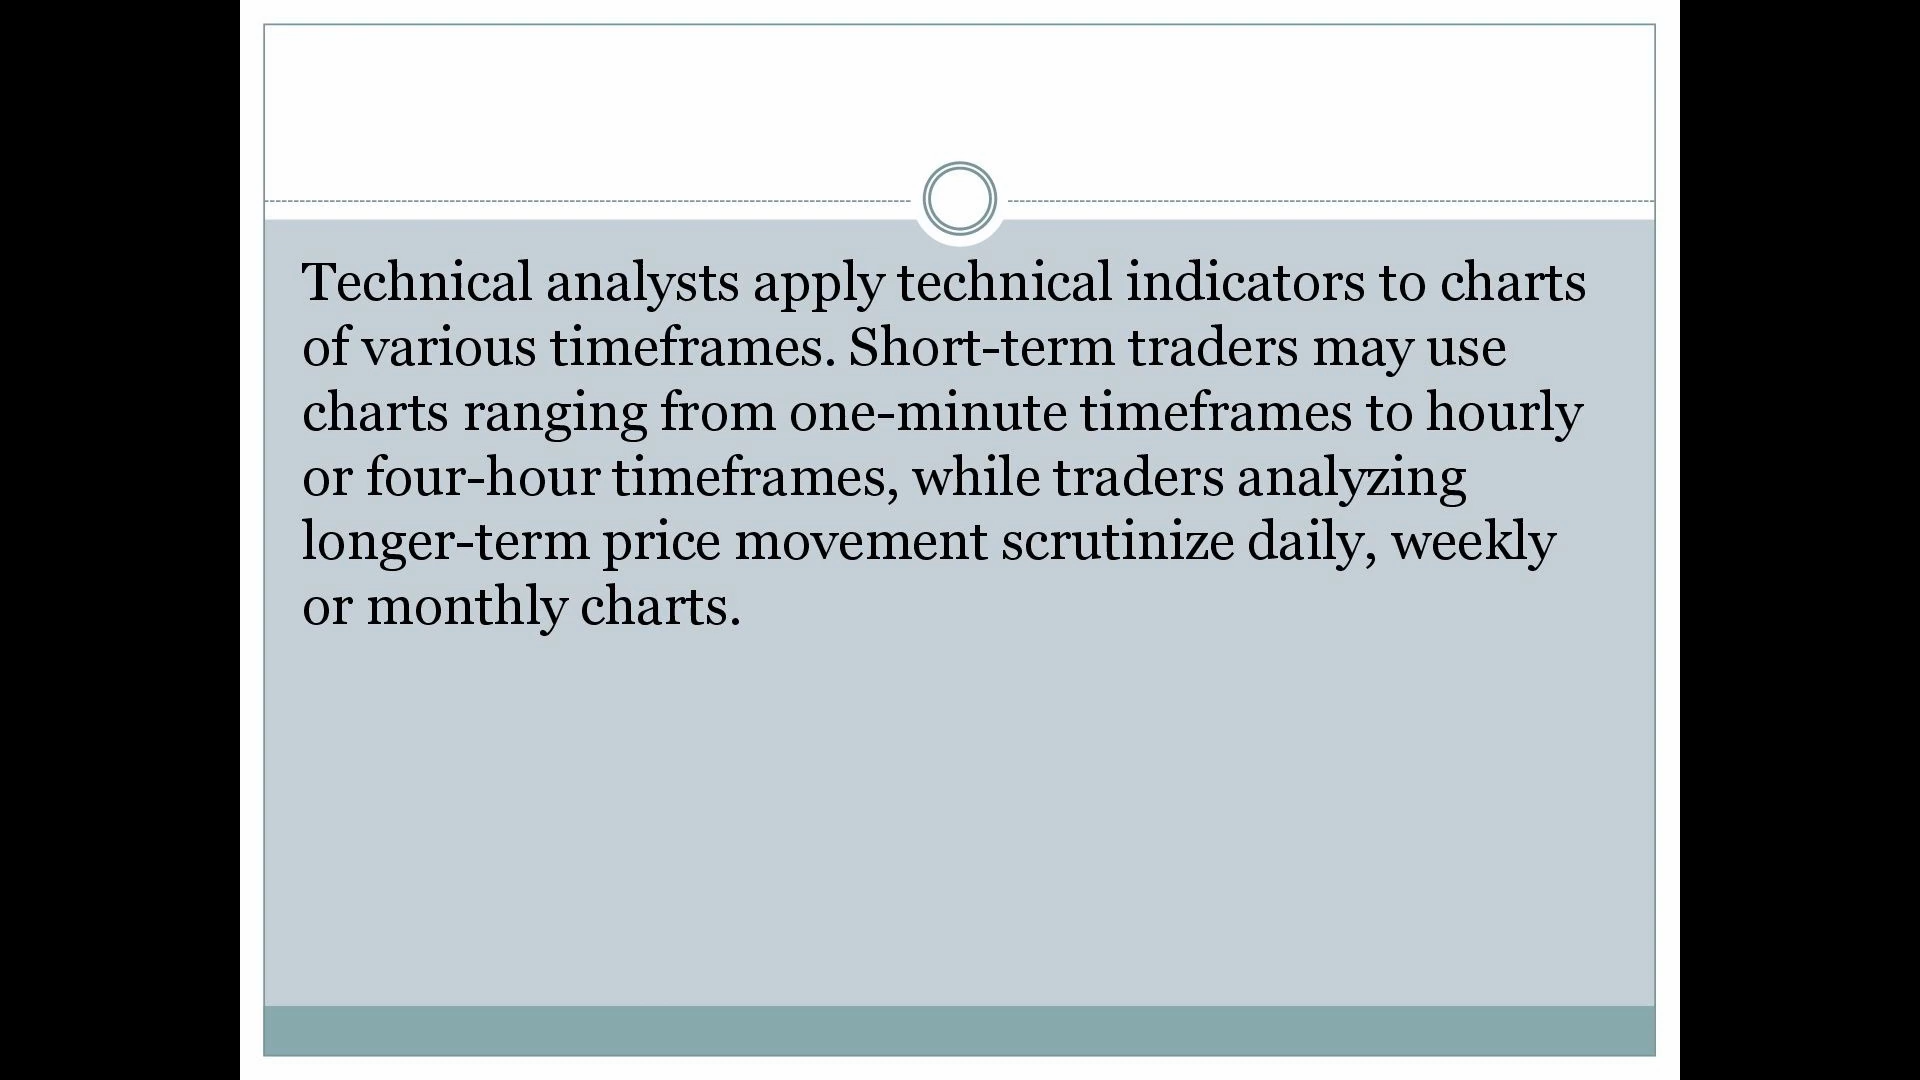 Technical analysts apply technical indicators to charts
of various timeframes. Short-term traders may use
charts ranging from one-minute timeframes to hourly
or four-hour timeframes, while traders analyzing
longer-term price movement scrutinize daily, weekly
or monthly charts.